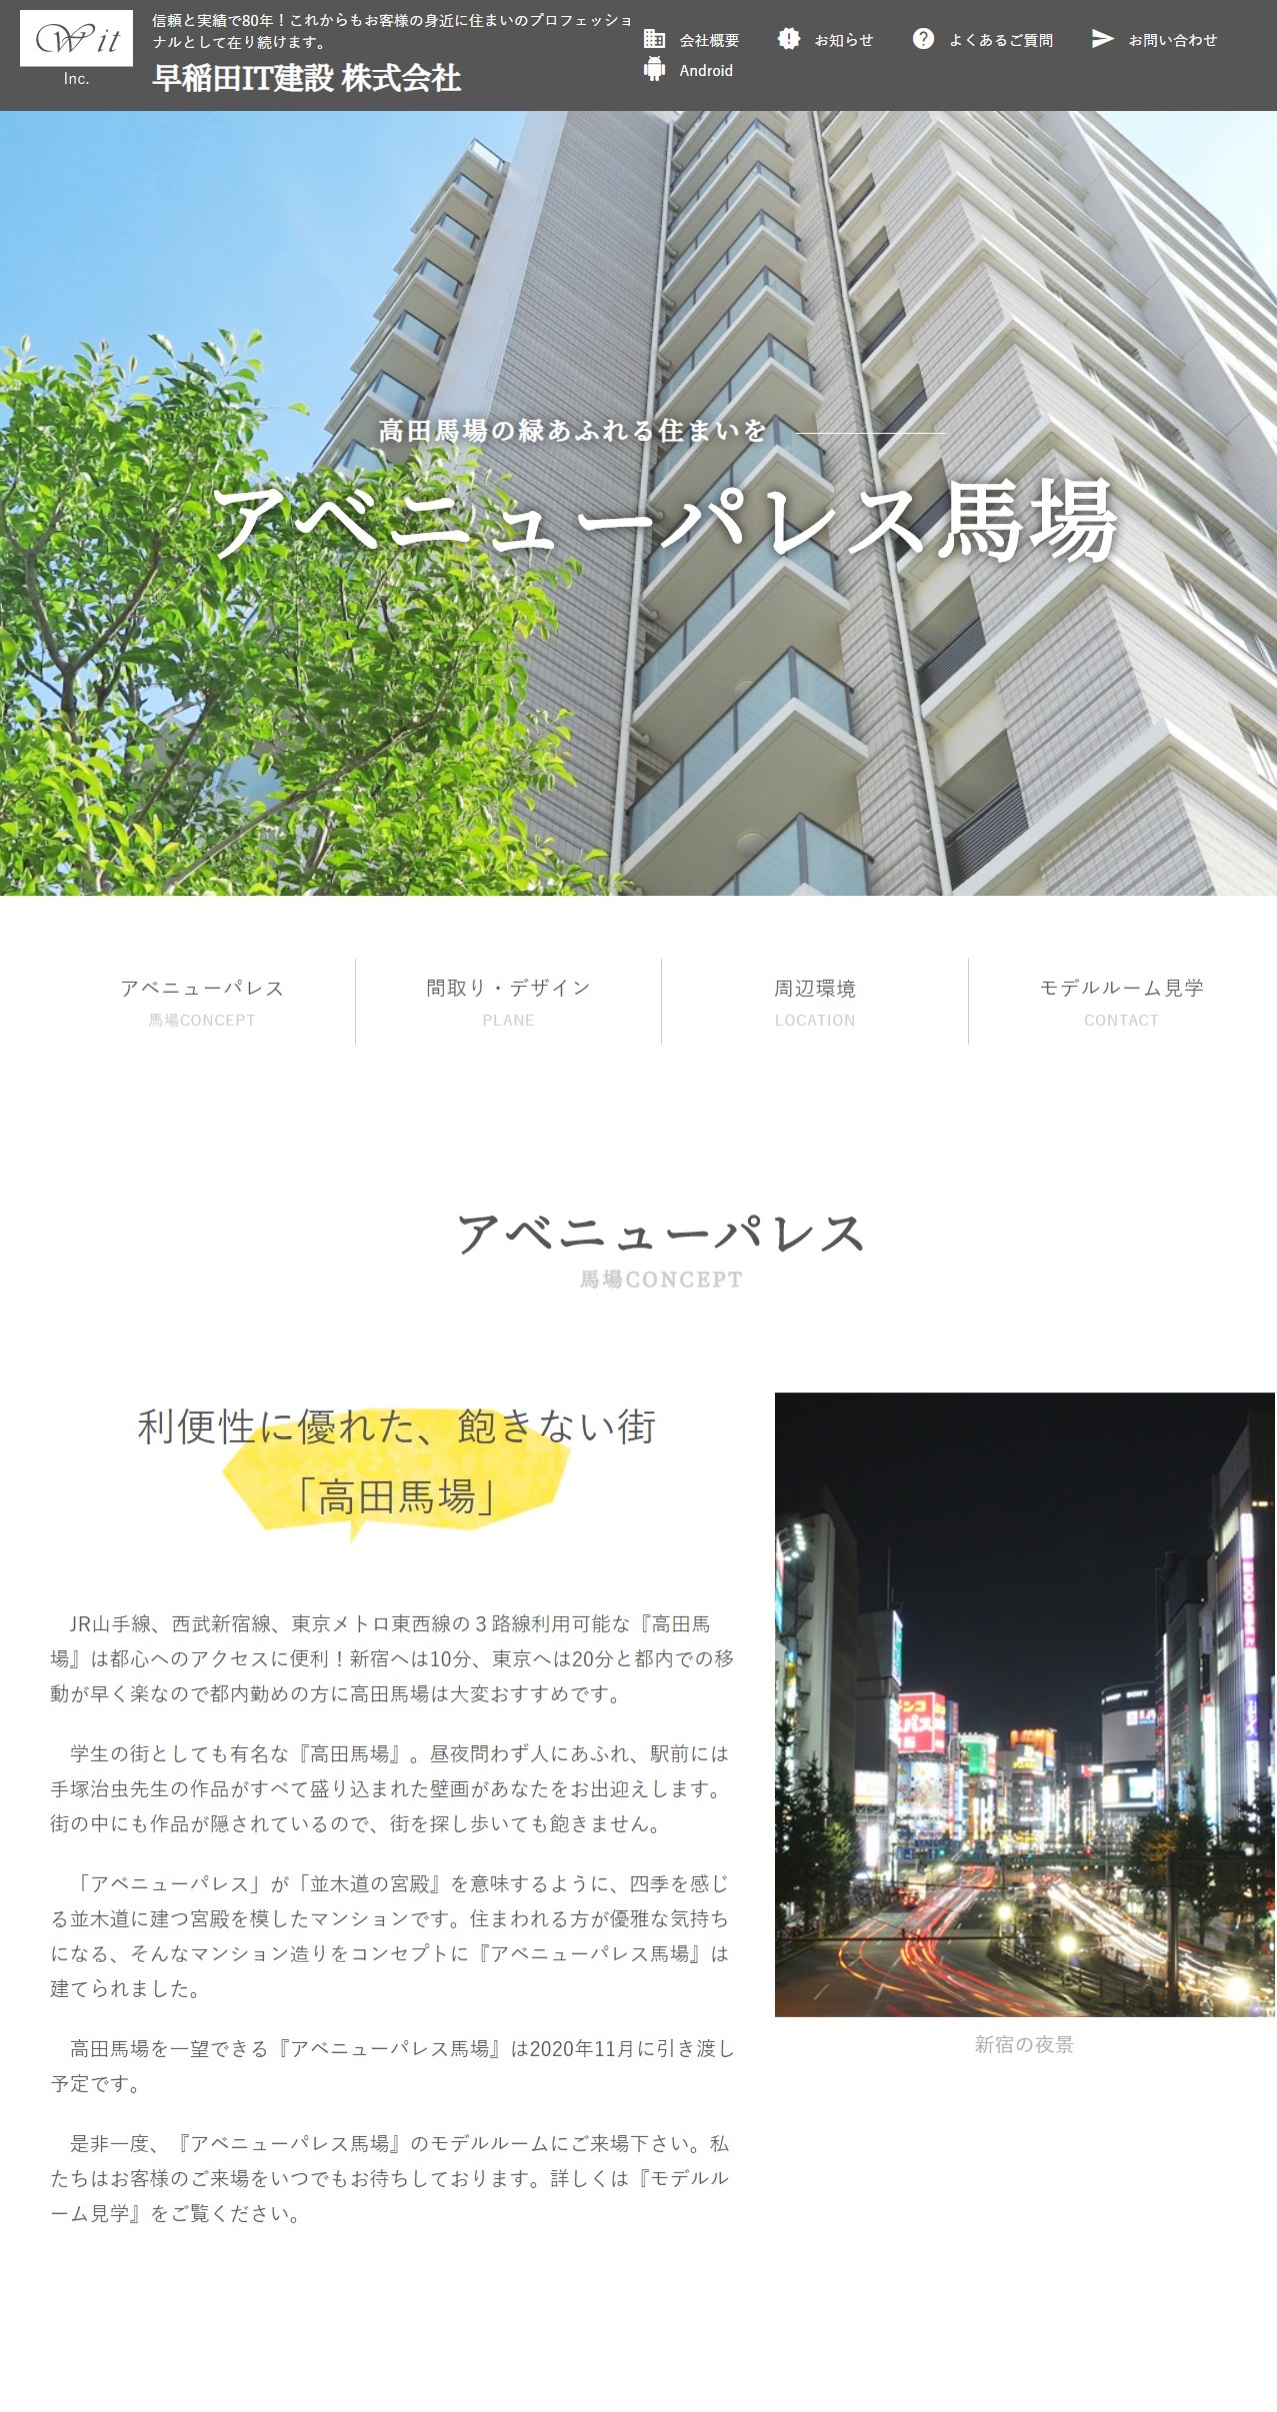 Wit
Inc.
信頼と実績で80年！これからもお客様の身近に住まいのプロフェッショ
ナルとして在り続けます。
早稲田IT建設 株式会社
会社概要
お知らせ
よくあるご質問
お問い合わせ
Android
高田馬場の緑あふれる住まいを
アベニューパレス馬場
アベニューパレス
馬場CONCEPT
間取り・デザイン
PLANE
周辺環境
LOCATION
モデルルーム見学
CONTACT
アベニューパレス
馬場CONCEPT
利便性に優れた、飽きない街
「高田馬場」
JR山手線、西武新宿線、東京メトロ東西線の３路線利用可能な『高田馬
場』は都心へのアクセスに便利！新宿へは10分、東京へは20分と都内での移
動が早く楽なので都内勤めの方に高田馬場は大変おすすめです。
学生の街としても有名な『高田馬場』。昼夜問わず人にあふれ、駅前には
手塚治虫先生の作品がすべて盛り込まれた壁画があなたをお出迎えします。
街の中にも作品が隠されているので、街を探し歩いても飽きません。
「アベニューパレス」が「並木道の宮殿』を意味するように、四季を感じ
る並木道に建つ宮殿を模したマンションです。住まわれる方が優雅な気持ち
になる、そんなマンション造りをコンセプトに『アベニューパレス馬場』は
建てられました。
高田馬場を一望できる『アベニューパレス馬場』は2020年11月に引き渡し
予定です。
是非一度、『アベニューパレス馬場』のモデルルームにご来場下さい。私
たちはお客様のご来場をいつでもお待ちしております。詳しくは『モデルル
ーム見学』をご覧ください。
SONY
新宿の夜景